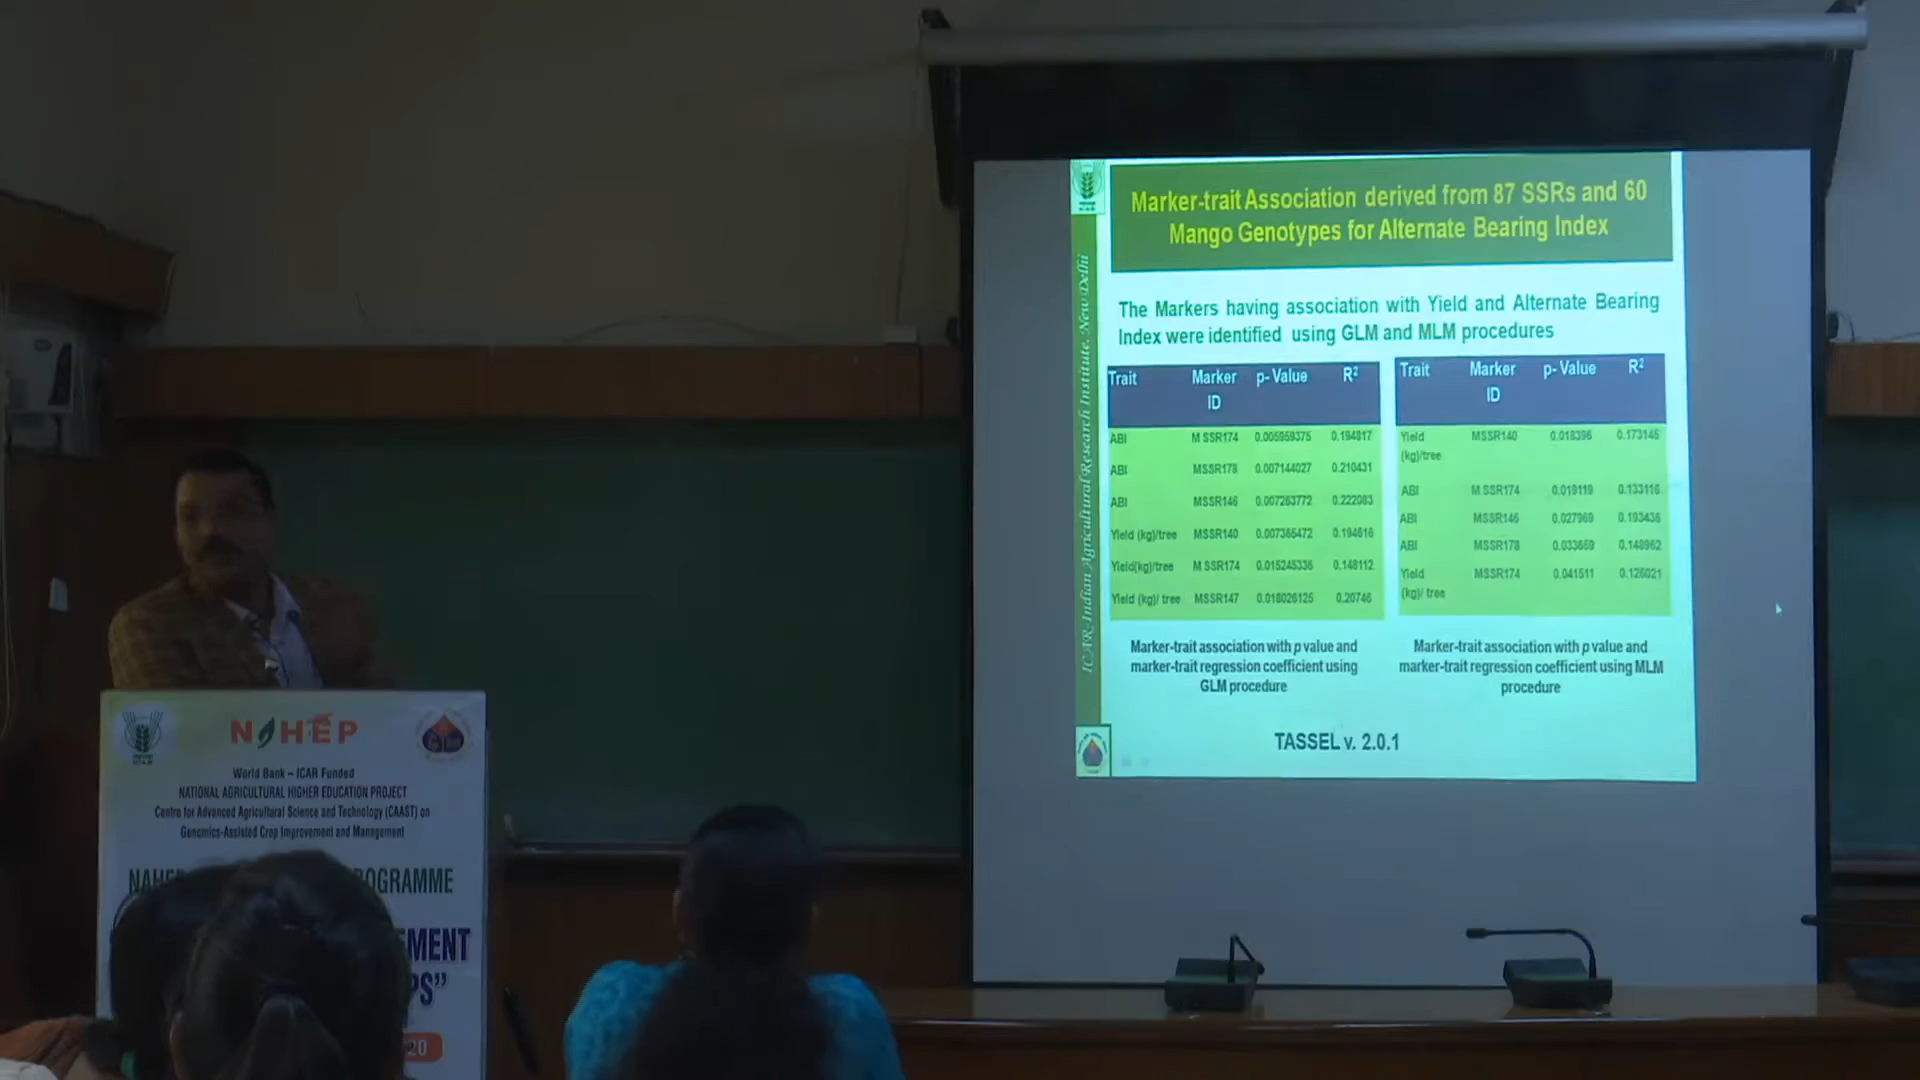 Marker-trait Association derived from 87 SSRs and 60
Mango Genotypes for Alternate Bearing Index
The Markers having association with Yield and Alternate Bearing
Index were identified using GLM and MLM procedures
Trait Marker ID p- Value R²
ABI M SSR174 0.005959375 0.194817
ABI MSSR178 0.007144027 0.210431
ABI MSSR146 0.007263772 0.222083
Yield (kg)/tree MSSR140 0.007365472 0.194616
Yield(kg)/tree M SSR174 0.015245336 0.148112
Yield (kg)/ tree MSSR147 0.018026125 0.20746
Marker-trait association with p value and
marker-trait regression coefficient using
GLM procedure
Trait Marker ID p- Value R²
Yield (kg)/tree MSSR140 0.018396 0.173145
ABI M SSR174 0.019119 0.133116
ABI MSSR146 0.027969 0.193436
ABI MSSR178 0.033659 0.148962
Yield (kg)/ tree MSSR174 0.041511 0.126021
Marker-trait association with p value and
marker-trait regression coefficient using MLM
procedure
TASSEL v. 2.0.1
ICAR-Indian Agricultural Research Institute, New Delhi
NAHEP
World Bank – ICAR Funded
NATIONAL AGRICULTURAL HIGHER EDUCATION PROJECT
Centre for Advanced Agricultural Science and Technology (CAAST) on
Genomics-Assisted Crop Improvement and Management